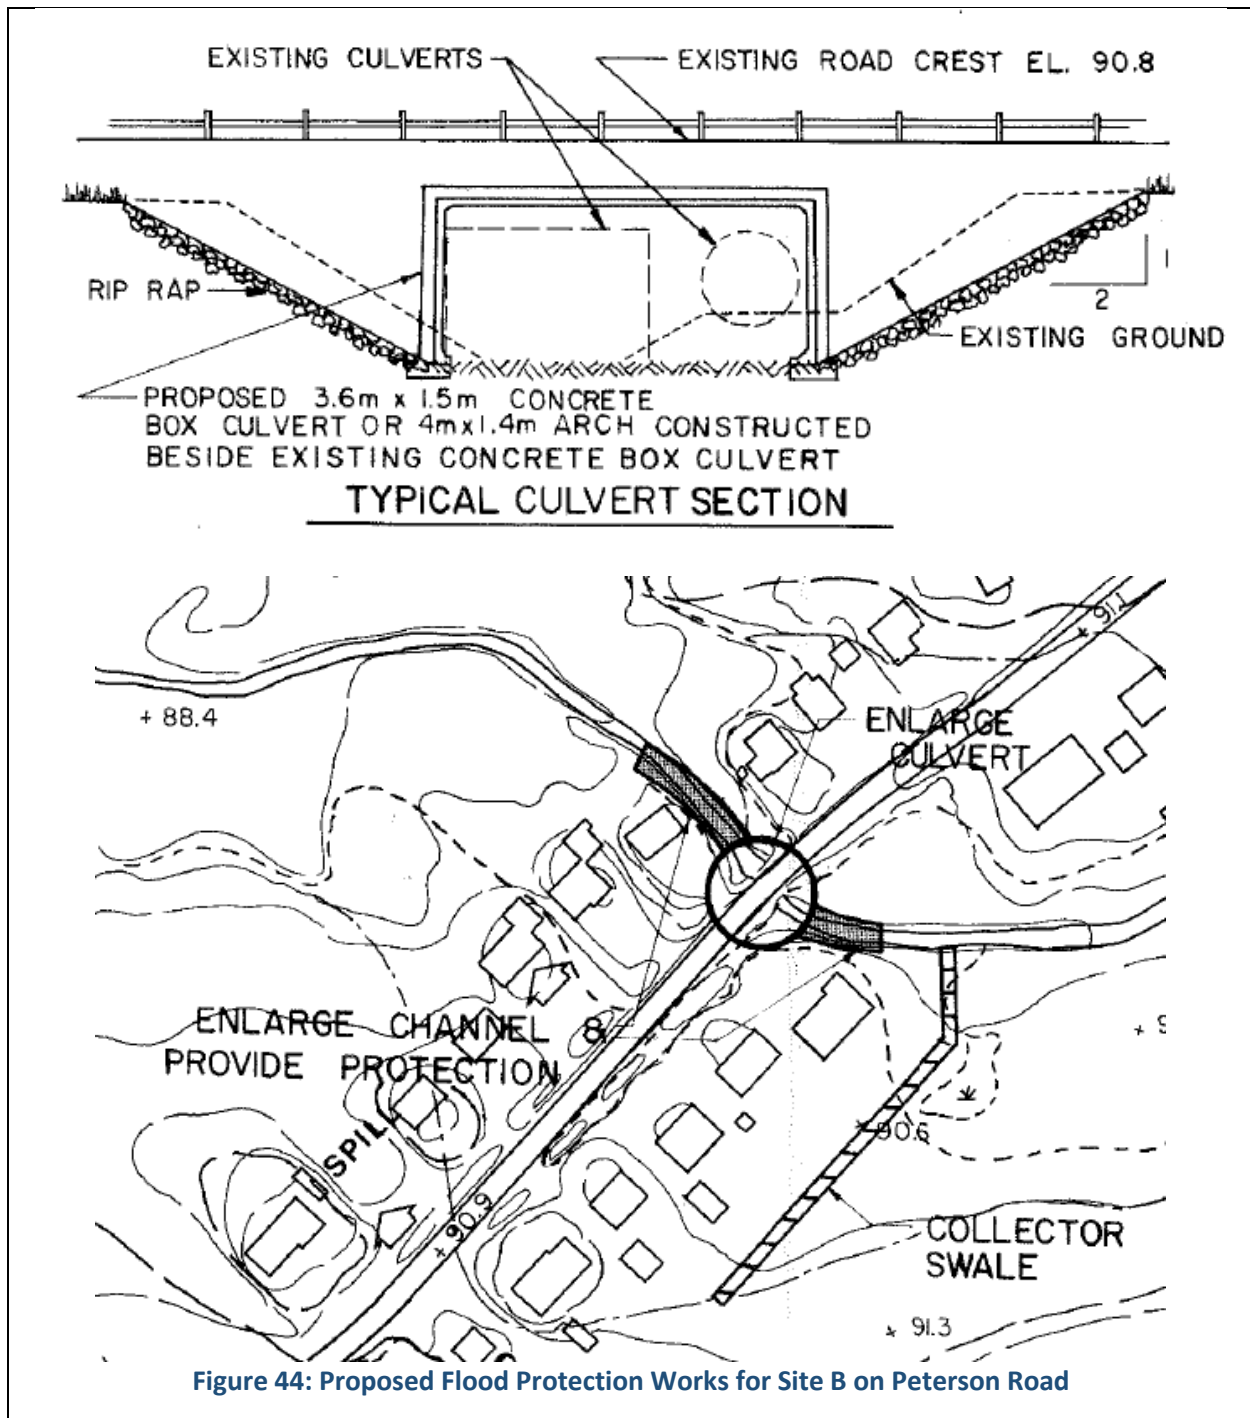 EXISTING CULVERTS
EXISTING ROAD CREST EL. 90.8
RIP RAP
1
2
EXISTING GROUND
PROPOSED 3.6m x 1.5m CONCRETE
BOX CULVERT OR 4mx1.4m ARCH CONSTRUCTED
BESIDE EXISTING CONCRETE BOX CULVERT
TYPICAL CULVERT SECTION
+ 91.1
+ 88.4
ENLARGE
CULVERT
ENLARGE CHANNEL &
PROVIDE PROTECTION
SPILL
+ 90.6
+ 90.9
COLLECTOR
SWALE
+ 91.3
Figure 44: Proposed Flood Protection Works for Site B on Peterson Road